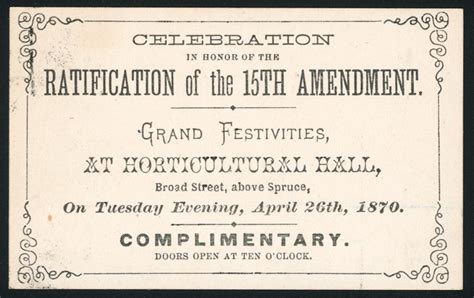 CELEBRATION
IN HONOR OF THE
RATIFICATION of the 15TH AMENDMENT.
GRAND FESTIVITIES,
AT HORTICULTURAL HALL,
Broad Street, above Spruce,
On Tuesday Evening, April 26th, 1870.
COMPLIMENTARY.
DOORS OPEN AT TEN O'CLOCK.